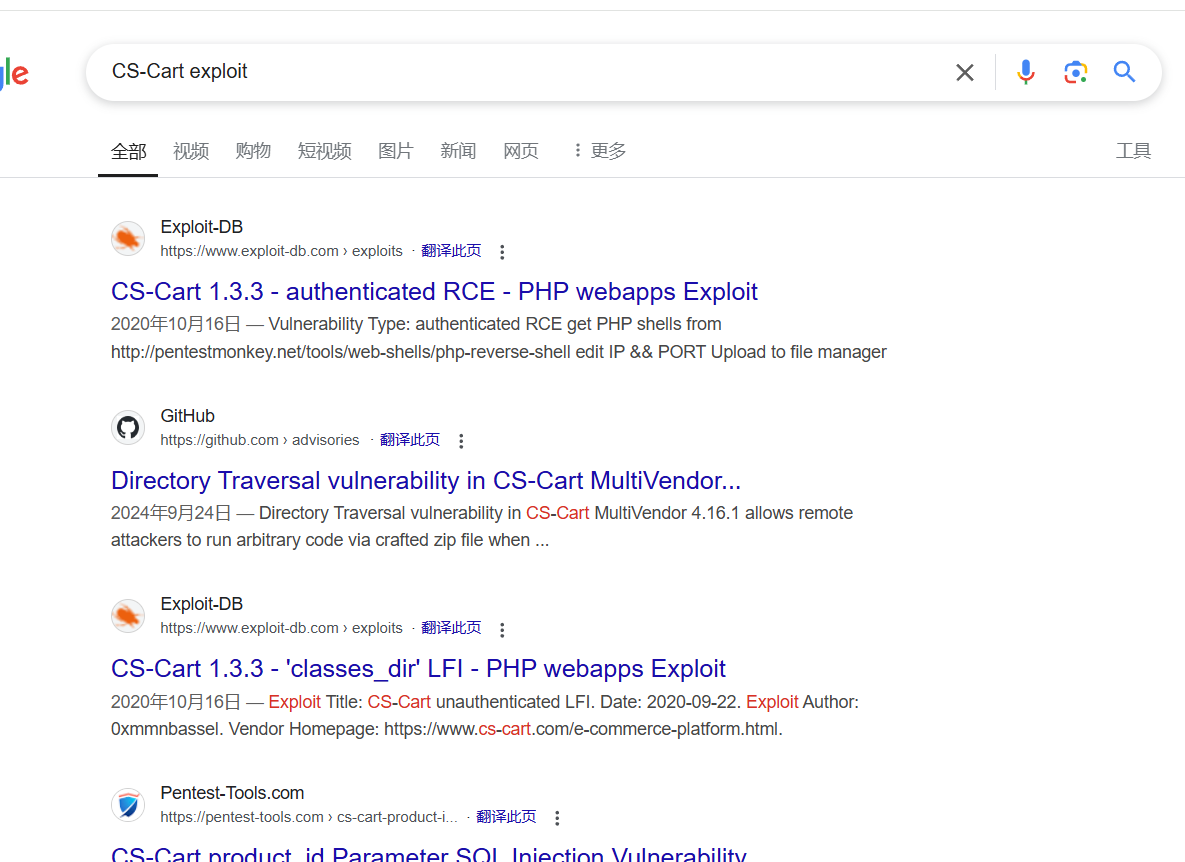 le
CS-Cart exploit
全部 视频 购物 短视频 图片 新闻 网页 更多 工具
Exploit-DB
https://www.exploit-db.com › exploits · 翻译此页
CS-Cart 1.3.3 - authenticated RCE - PHP webapps Exploit
2020年10月16日 — Vulnerability Type: authenticated RCE get PHP shells from
http://pentestmonkey.net/tools/web-shells/php-reverse-shell edit IP && PORT Upload to file manager
GitHub
https://github.com › advisories · 翻译此页
Directory Traversal vulnerability in CS-Cart MultiVendor...
2024年9月24日 — Directory Traversal vulnerability in CS-Cart MultiVendor 4.16.1 allows remote
attackers to run arbitrary code via crafted zip file when ...
Exploit-DB
https://www.exploit-db.com › exploits · 翻译此页
CS-Cart 1.3.3 - 'classes_dir' LFI - PHP webapps Exploit
2020年10月16日 — Exploit Title: CS-Cart unauthenticated LFI. Date: 2020-09-22. Exploit Author:
0xmmnbassel. Vendor Homepage: https://www.cs-cart.com/e-commerce-platform.html.
Pentest-Tools.com
https://pentest-tools.com › cs-cart-product-i... · 翻译此页
CS-Cart product_id Parameter SQL Injection Vulnerability